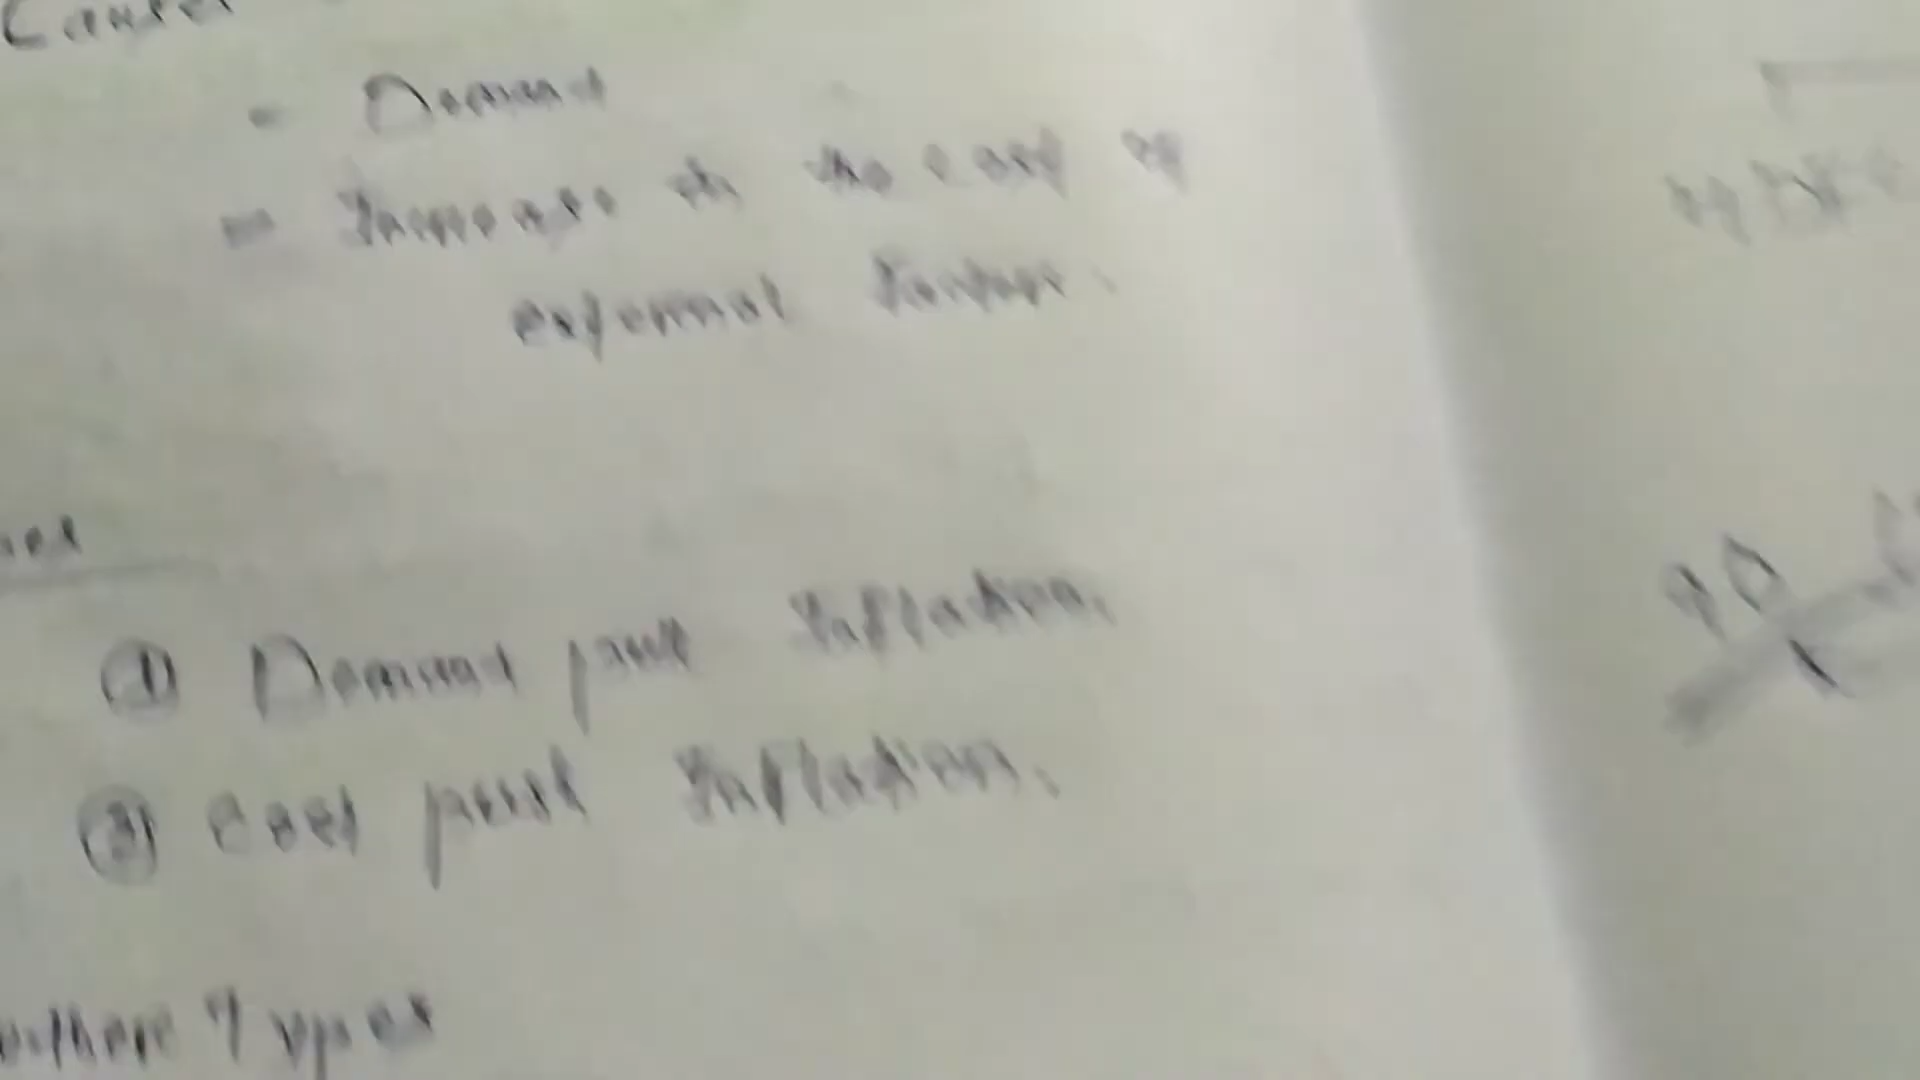 Causes
- Demand
- Increase in the cost of
external factors.
① Demand pull Inflation.
② Cost push Inflation.
Other Types